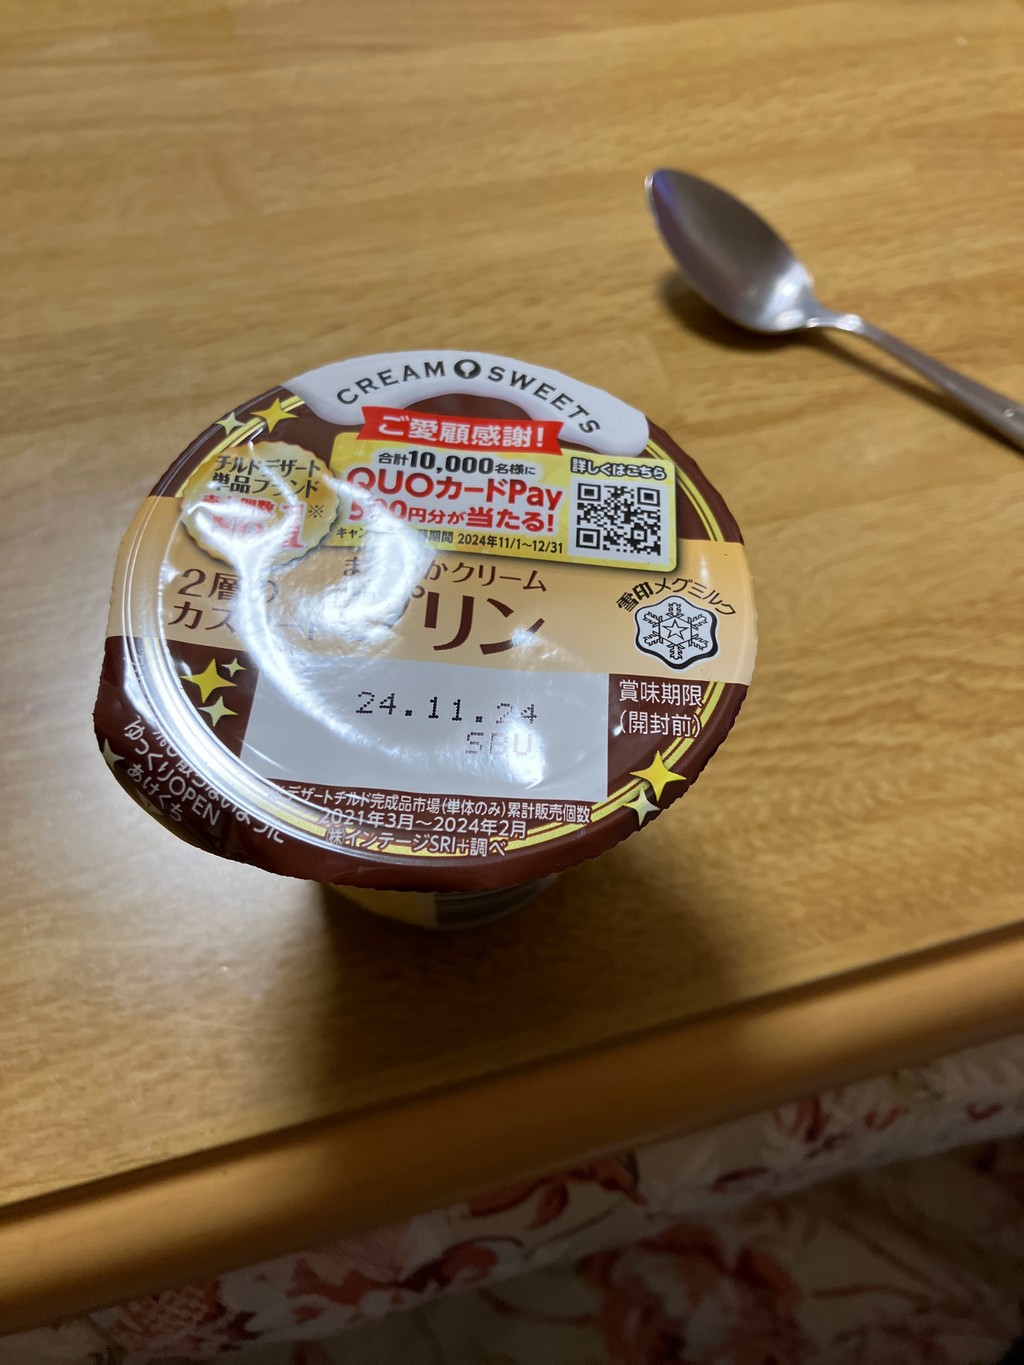 CREAM SWEETS
ご愛顧感謝!
合計10,000名様に
QUOカードPay
500円分が当たる!
期間 2024年11/1~12/31
詳しくはこちら
チルドデザート
単品ブランド
クリーム
プリン
2層の
雪印メグミルク
24.11.24
SBU
賞味期限
(開封前)
デザートチルド完成品市場(単体のみ)累計販売個数
2021年3月~2024年2月
㈱インテージSRI+調べ
ゆっくりOPEN
あけくち